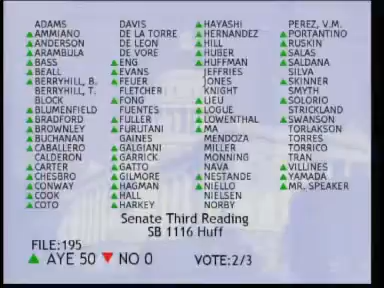 ADAMS DAVIS HAYASHI PEREZ, V.M.
AMMIANO DE LA TORRE HERNANDEZ PORTANTINO
ANDERSON DE LEON HILL RUSKIN
ARAMBULA DE VORE HUBER SALAS
BASS ENG HUFFMAN SALDANA
BEALL EVANS JEFFRIES SILVA
BERRYHILL, B. FEUER JONES SKINNER
BERRYHILL, T. FLETCHER KNIGHT SMYTH
BLOCK FONG LIEU SOLORIO
BLUMENFIELD FUENTES LOGUE STRICKLAND
BRADFORD FULLER LOWENTHAL SWANSON
BROWNLEY FURUTANI MA TORLAKSON
BUCHANAN GAINES MENDOZA TORRES
CABALLERO GALGIANI MILLER TORRICO
CALDERON GARRICK MONNING TRAN
CARTER GATTO NAVA VILLINES
CHESBRO GILMORE NESTANDE YAMADA
CONWAY HAGMAN NIELLO MR. SPEAKER
COOK HALL NIELSEN
COTO HARKEY NORBY
Senate Third Reading
SB 1116 Huff
FILE:195
AYE 50 NO 0 VOTE:2/3